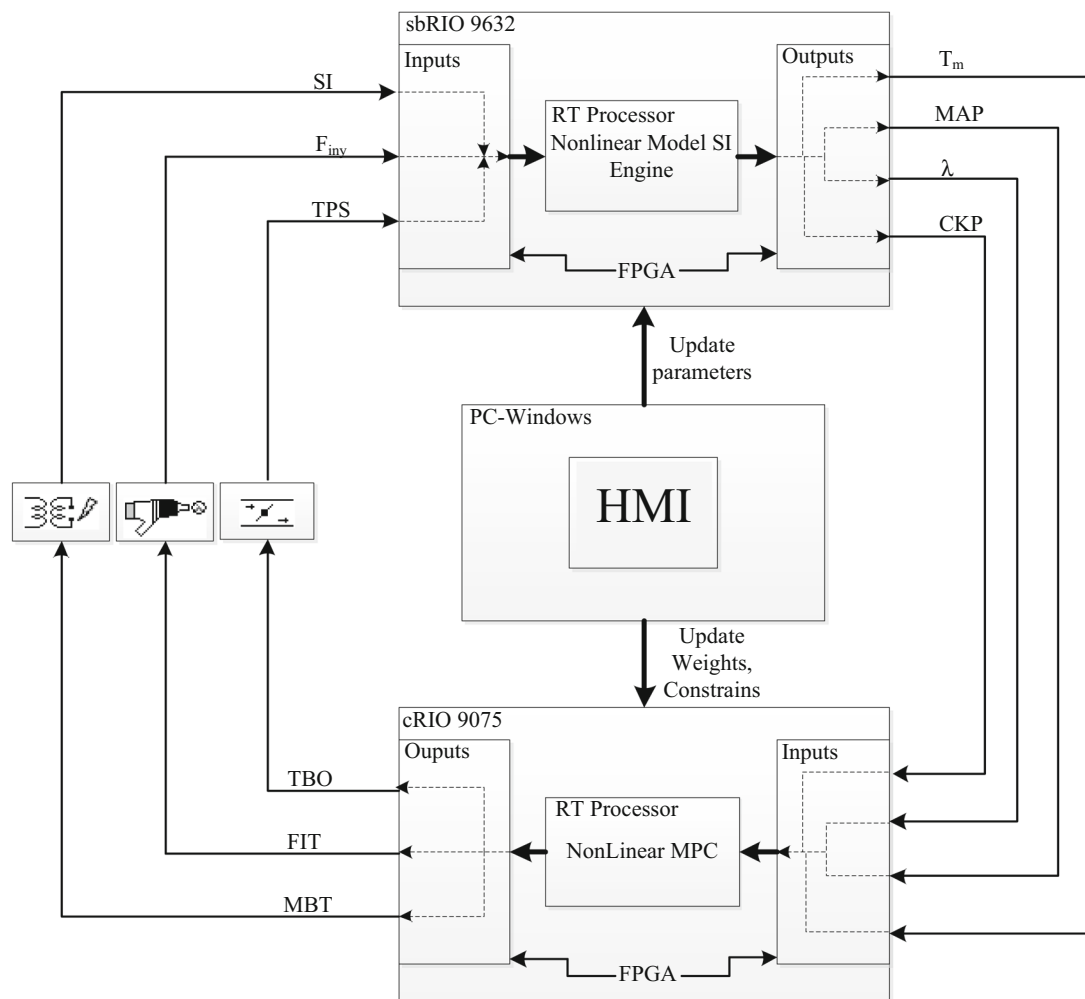 sbRIO 9632
Inputs
Outputs
SI
F_iny
TPS
RT Processor
Nonlinear Model SI
Engine
T_m
MAP
λ
CKP
FPGA
Update
parameters
PC-Windows
HMI
Update
Weights,
Constrains
cRIO 9075
Ouputs
Inputs
TBO
FIT
MBT
RT Processor
NonLinear MPC
FPGA